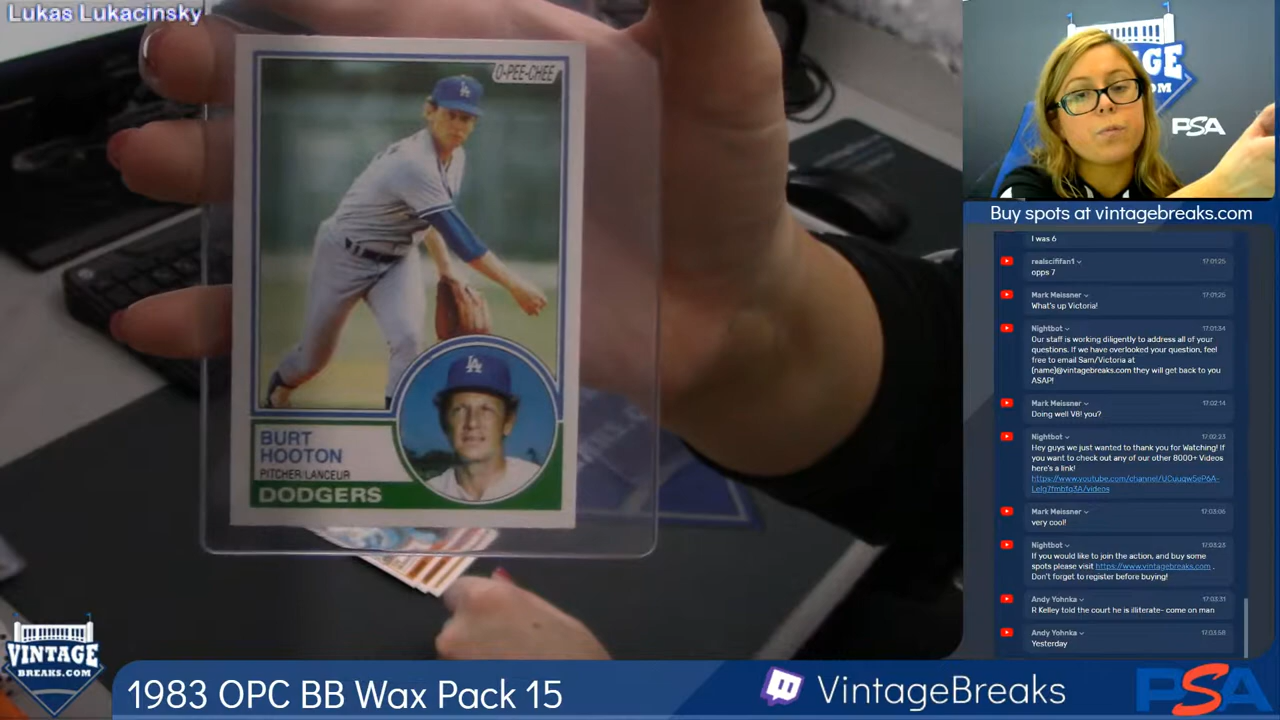 Lukas Lukacinsky
O-PEE-CHEE
LA
LA
BURT
HOOTON
PITCHER/LANCEUR
DODGERS
VINTAGE
BREAKS.COM
1983 OPC BB Wax Pack 15
VintageBreaks
PSA
PSA
Buy spots at vintagebreaks.com
I was 6
realscififan1 17:01:25
opps 7
Mark Meissner 17:01:25
What's up Victoria!
Nightbot 17:01:34
Our staff is working diligently to address all of your
questions. If we have overlooked your question, feel
free to email Sam/Victoria at
{name}@vintagebreaks.com they will get back to you
ASAP!
Mark Meissner 17:02:14
Doing well VB! you?
Nightbot 17:02:23
Hey guys we just wanted to thank you for Watching! If
you want to check out any of our other 8000+ Videos
here's a link!
Mark Meissner 17:03:06
very cool!
Nightbot 17:03:23
If you would like to join the action, and buy some
spots please visit https://www.vintagebreaks.com .
Don't forget to register before buying!
Andy Yohnka 17:03:31
R Kelley told the court he is illiterate- come on man
Andy Yohnka 17:03:58
Yesterday